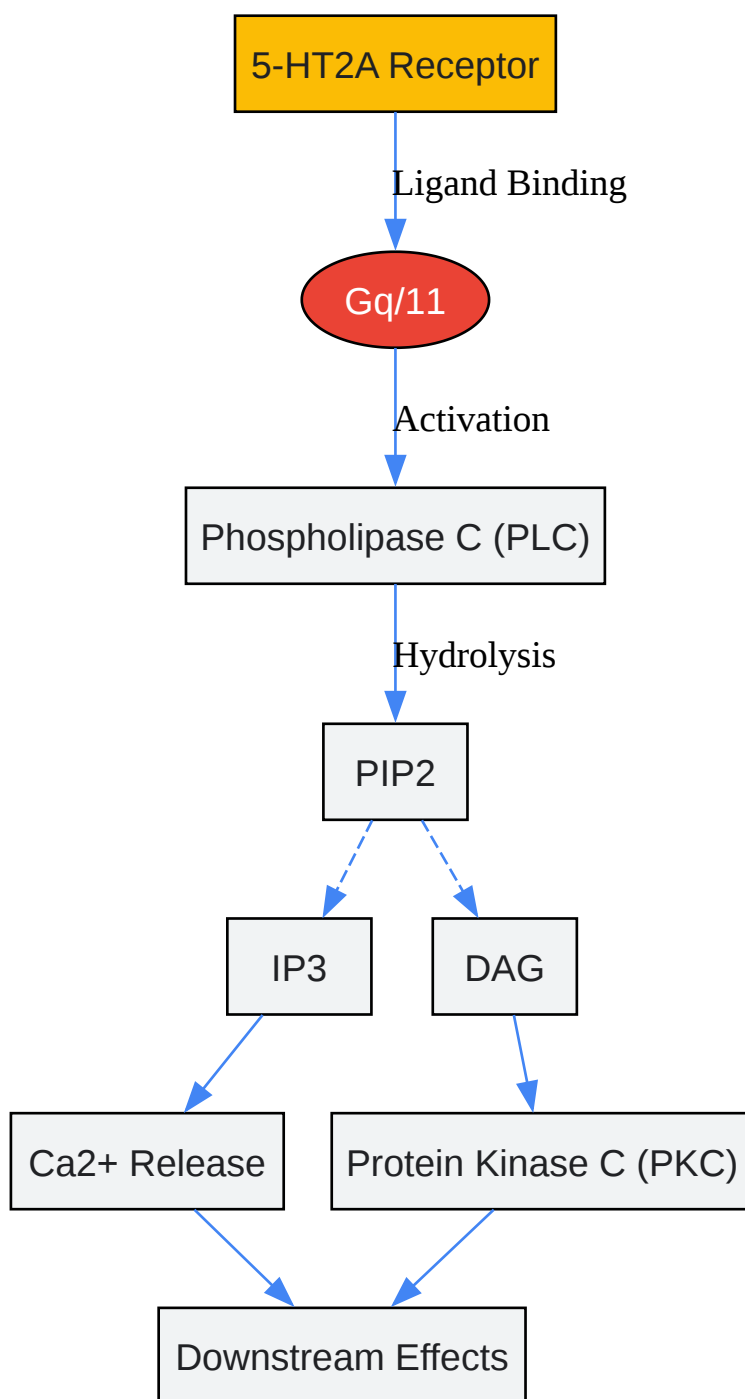 5-HT2A Receptor
Ligand Binding
Gq/11
Activation
Phospholipase C (PLC)
Hydrolysis
PIP2
IP3
DAG
Ca2+ Release
Protein Kinase C (PKC)
Downstream Effects